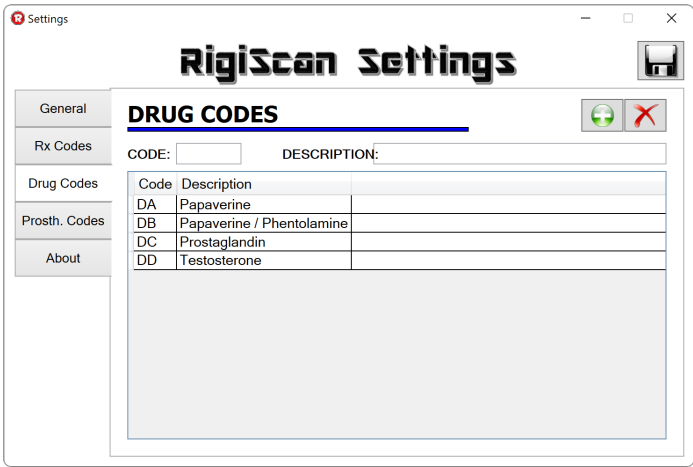 Settings
RigiScan Settings
General
Rx Codes
Drug Codes
Prosth. Codes
About
DRUG CODES
CODE: DESCRIPTION:
Code Description
DA Papaverine
DB Papaverine / Phentolamine
DC Prostaglandin
DD Testosterone